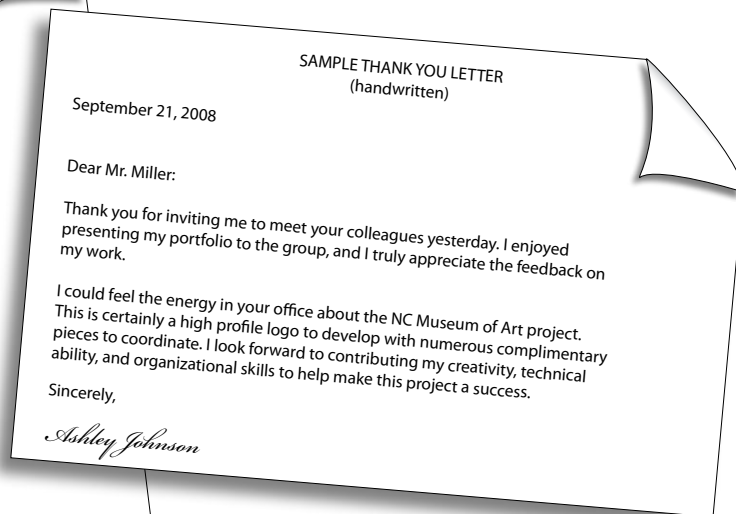 SAMPLE THANK YOU LETTER
(handwritten)
September 21, 2008
Dear Mr. Miller:
Thank you for inviting me to meet your colleagues yesterday. I enjoyed
presenting my portfolio to the group, and I truly appreciate the feedback on
my work.
I could feel the energy in your office about the NC Museum of Art project.
This is certainly a high profile logo to develop with numerous complimentary
pieces to coordinate. I look forward to contributing my creativity, technical
ability, and organizational skills to help make this project a success.
Sincerely,
Ashley Johnson